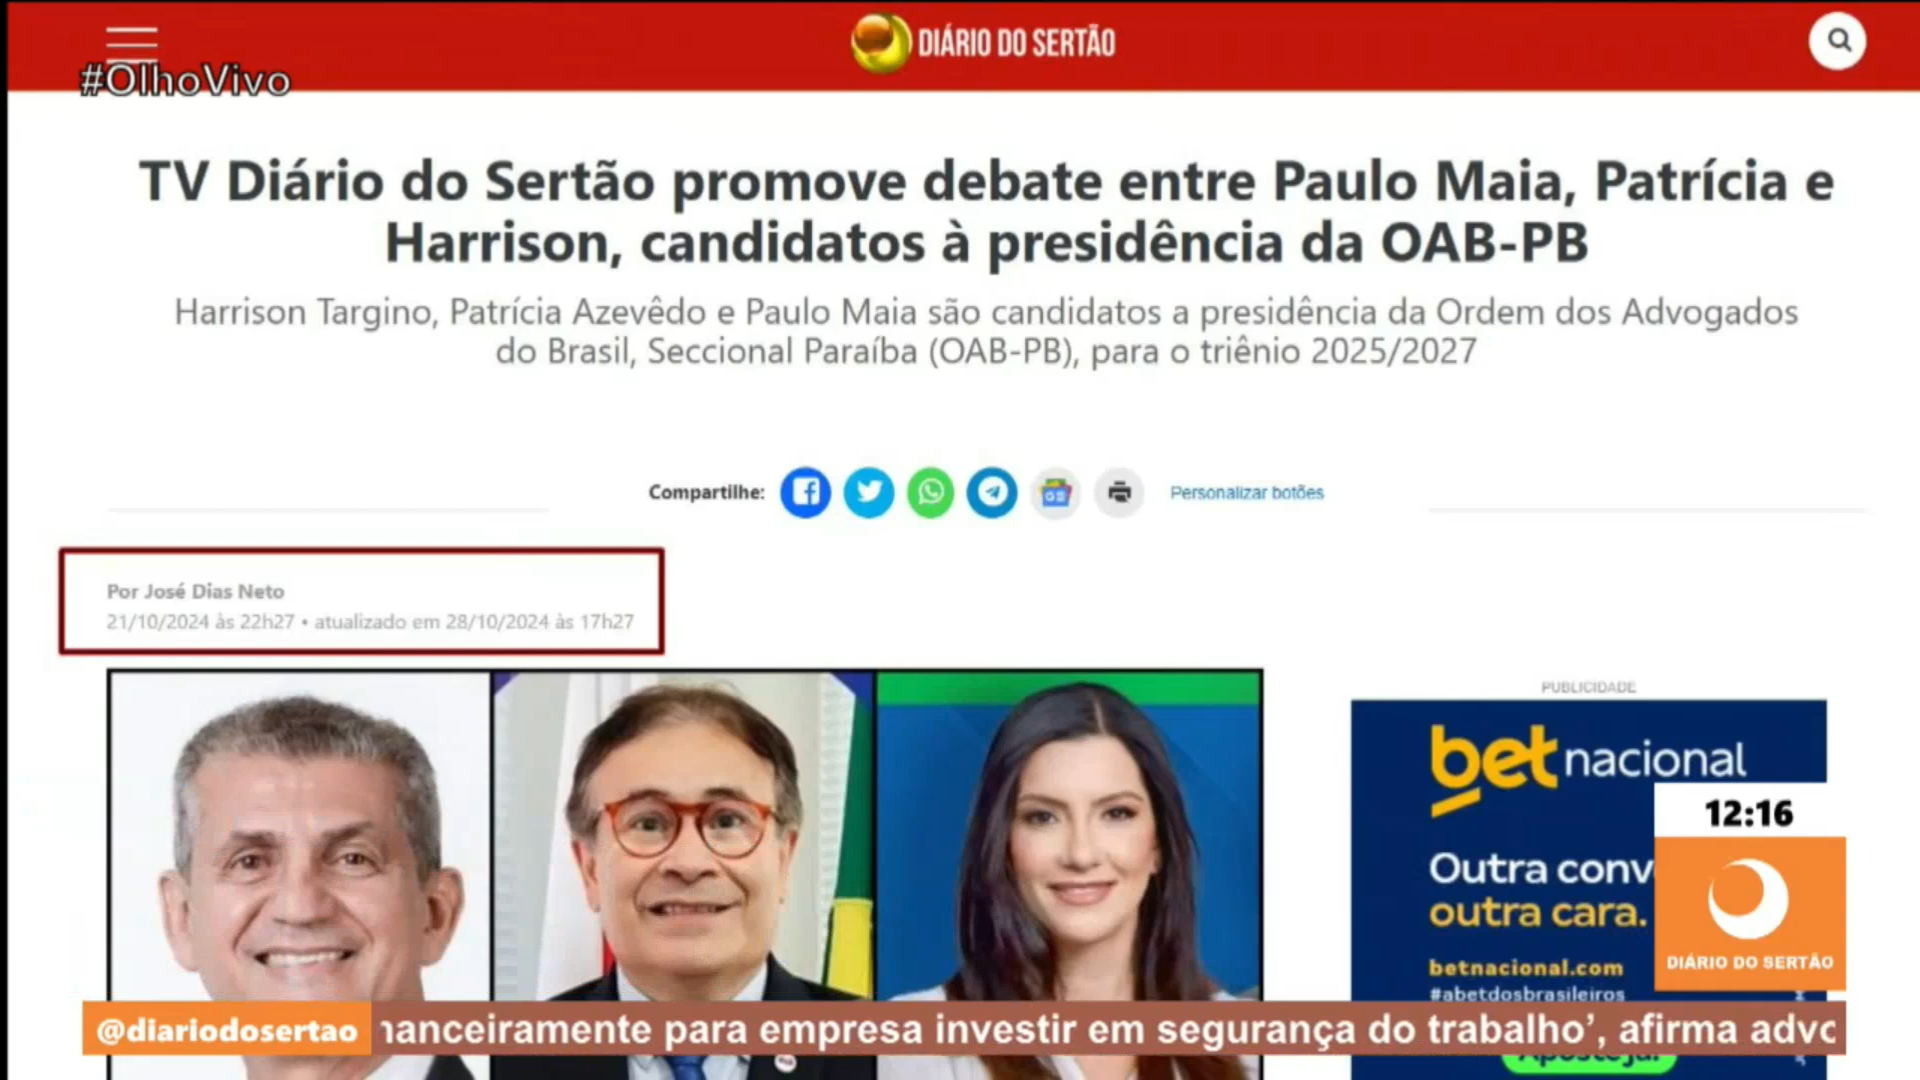 DIÁRIO DO SERTÃO
#OlhoVivo
TV Diário do Sertão promove debate entre Paulo Maia, Patrícia e
Harrison, candidatos à presidência da OAB-PB
Harrison Targino, Patrícia Azevêdo e Paulo Maia são candidatos a presidência da Ordem dos Advogados
do Brasil, Seccional Paraíba (OAB-PB), para o triênio 2025/2027
Compartilhe:
Personalizar botões
Por José Dias Neto
21/10/2024 às 22h27 • atualizado em 28/10/2024 às 17h27
PUBLICIDADE
betnacional
12:16
Outra conv
outra cara.
DIÁRIO DO SERTÃO
betnacional.com
#abetdosbrasileiros
@diariodosertao
nanceiramente para empresa investir em segurança do trabalho’, afirma advo